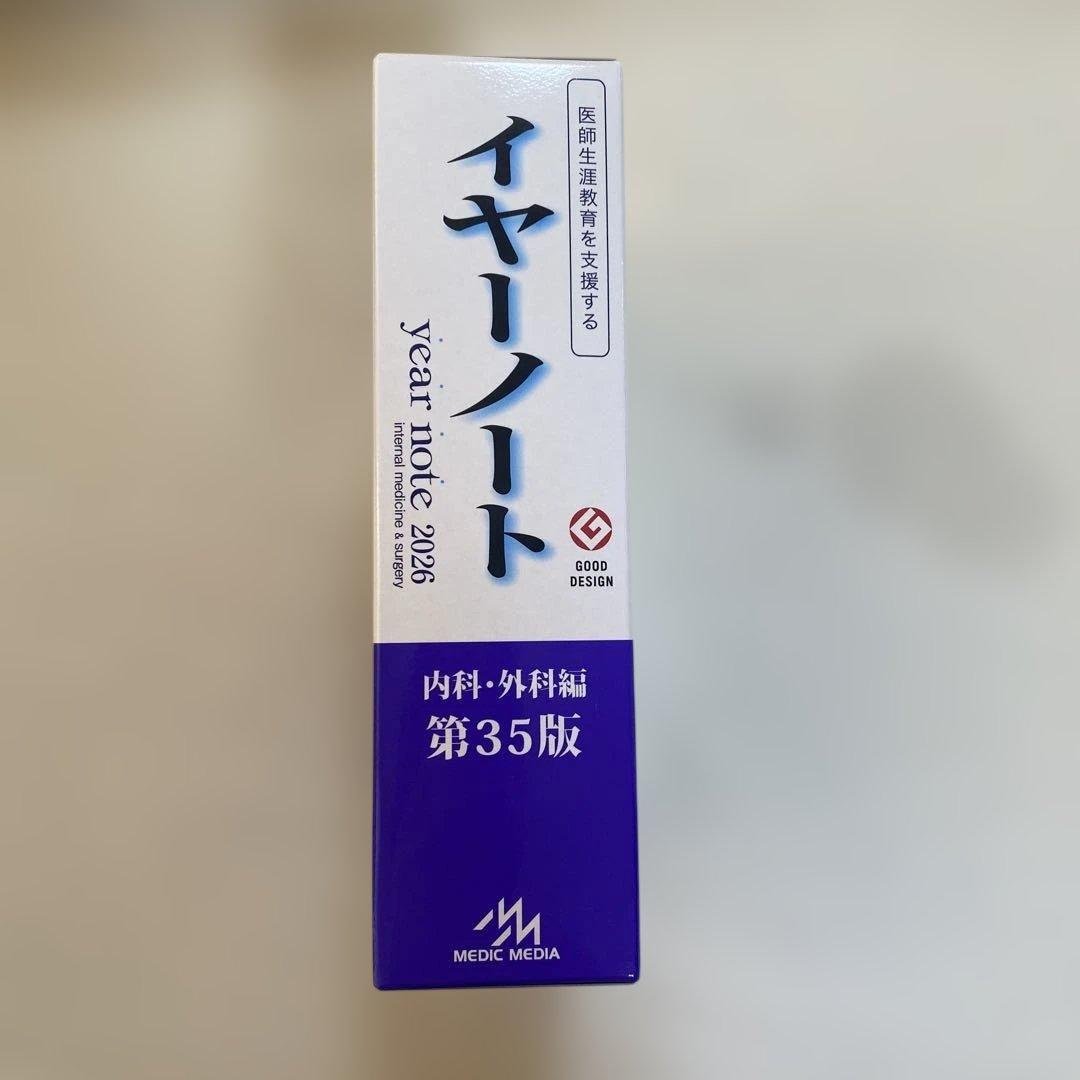 医師生涯教育を支援する
イヤーノート
year note 2026
internal medicine & surgery
GOOD
DESIGN
内科・外科編
第35版
MEDIC MEDIA